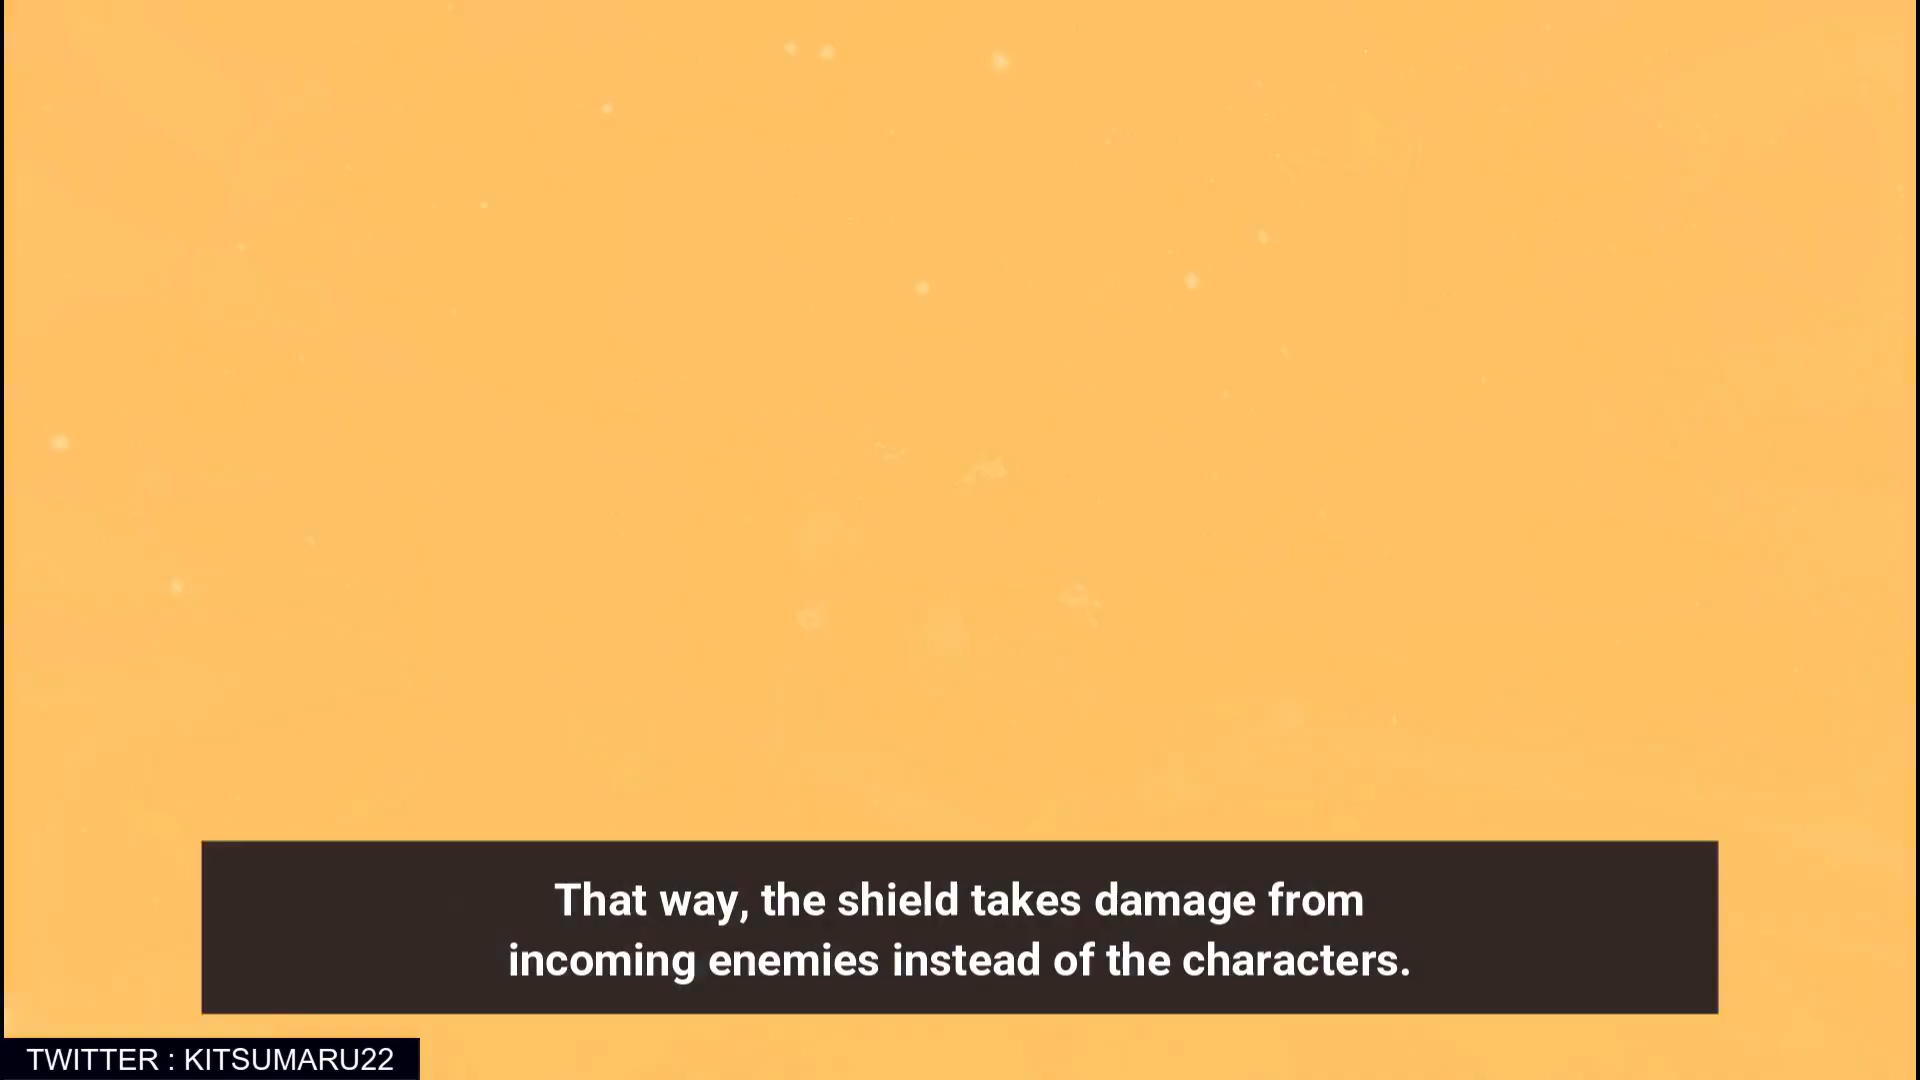 That way, the shield takes damage from
incoming enemies instead of the characters.
TWITTER : KITSUMARU22